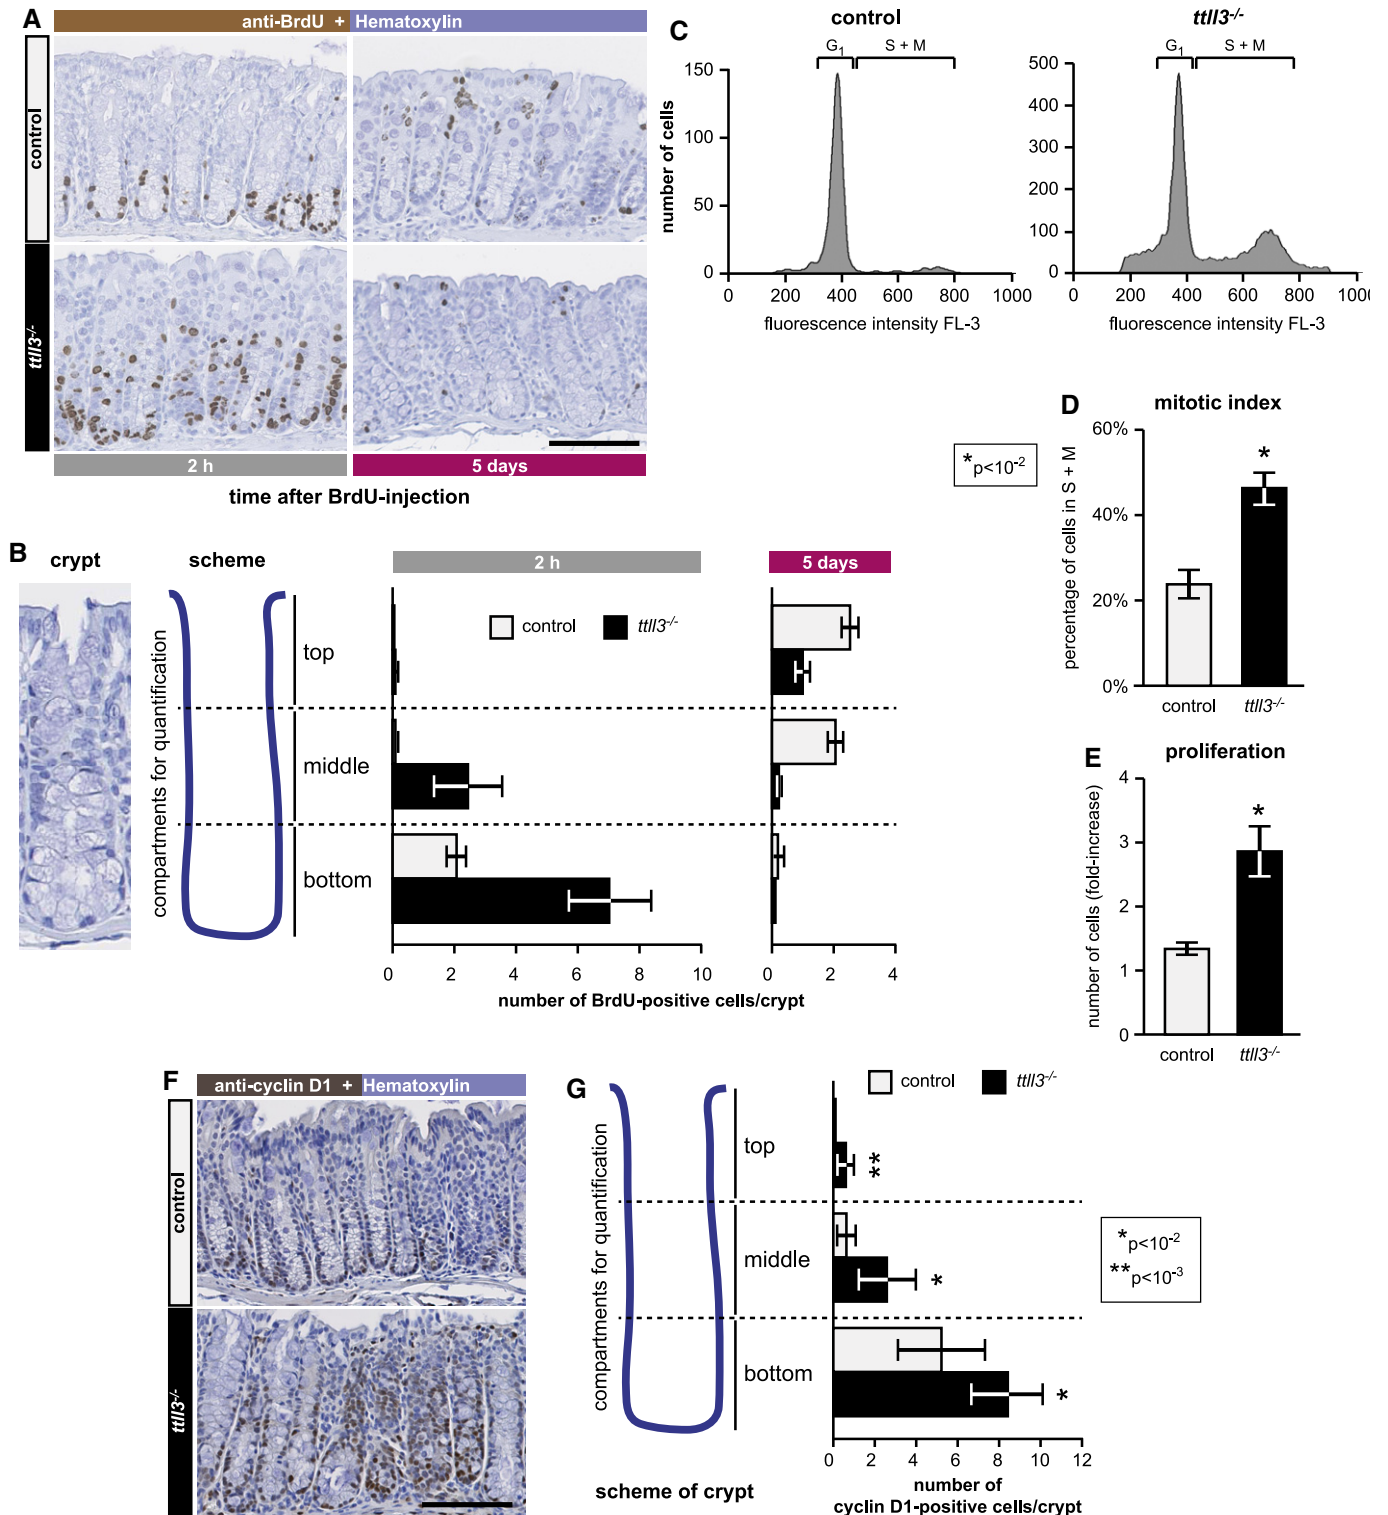 A
anti-BrdU + Hematoxylin
control
ttll3-/-
2 h
5 days
time after BrdU-injection
B
crypt
scheme
2 h
5 days
compartments for quantification
top
middle
bottom
control
ttll3-/-
0 2 4 6 8 10
0 2 4
number of BrdU-positive cells/crypt
C
control
G1
S + M
number of cells
150
100
50
0
0 200 400 600 800 1000
fluorescence intensity FL-3
ttll3-/-
G1
S + M
500
400
300
200
100
0
0 200 400 600 800 100
fluorescence intensity FL-3
*p<10-2
D
mitotic index
percentage of cells in S + M
60%
40%
20%
0%
*
control
ttll3-/-
E
proliferation
number of cells (fold-increase)
4
3
2
1
0
*
control
ttll3-/-
F
anti-cyclin D1 + Hematoxylin
control
ttll3-/-
G
control
ttll3-/-
compartments for quantification
top
middle
bottom
**
*
*
scheme of crypt
0 2 4 6 8 10 12
number of
cyclin D1-positive cells/crypt
*p<10-2
**p<10-3